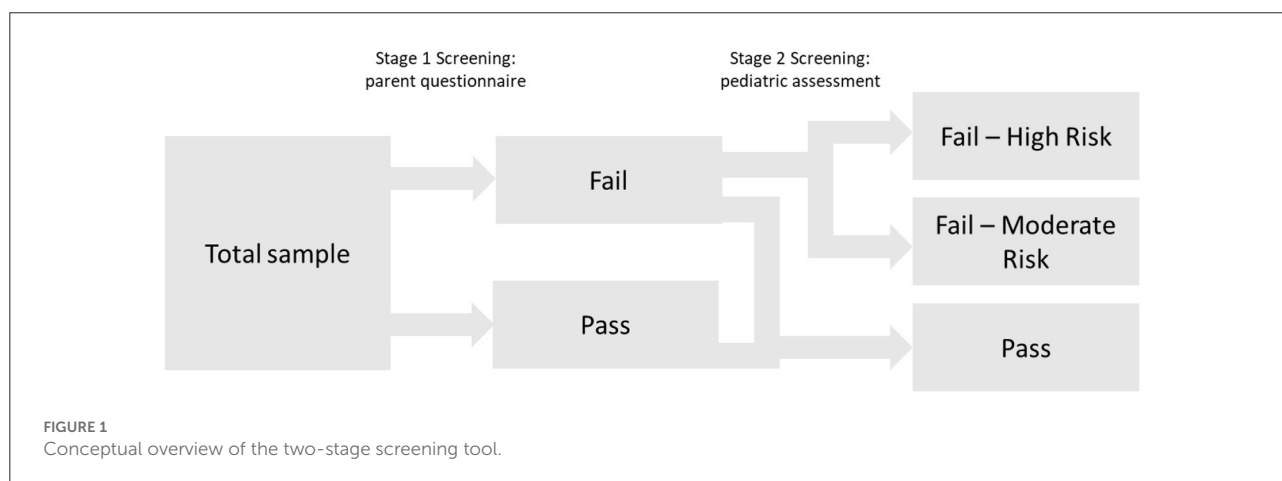 Stage 1 Screening:
parent questionnaire
Stage 2 Screening:
pediatric assessment
Total sample
Fail
Pass
Fail – High Risk
Fail – Moderate
Risk
Pass
FIGURE 1
Conceptual overview of the two-stage screening tool.